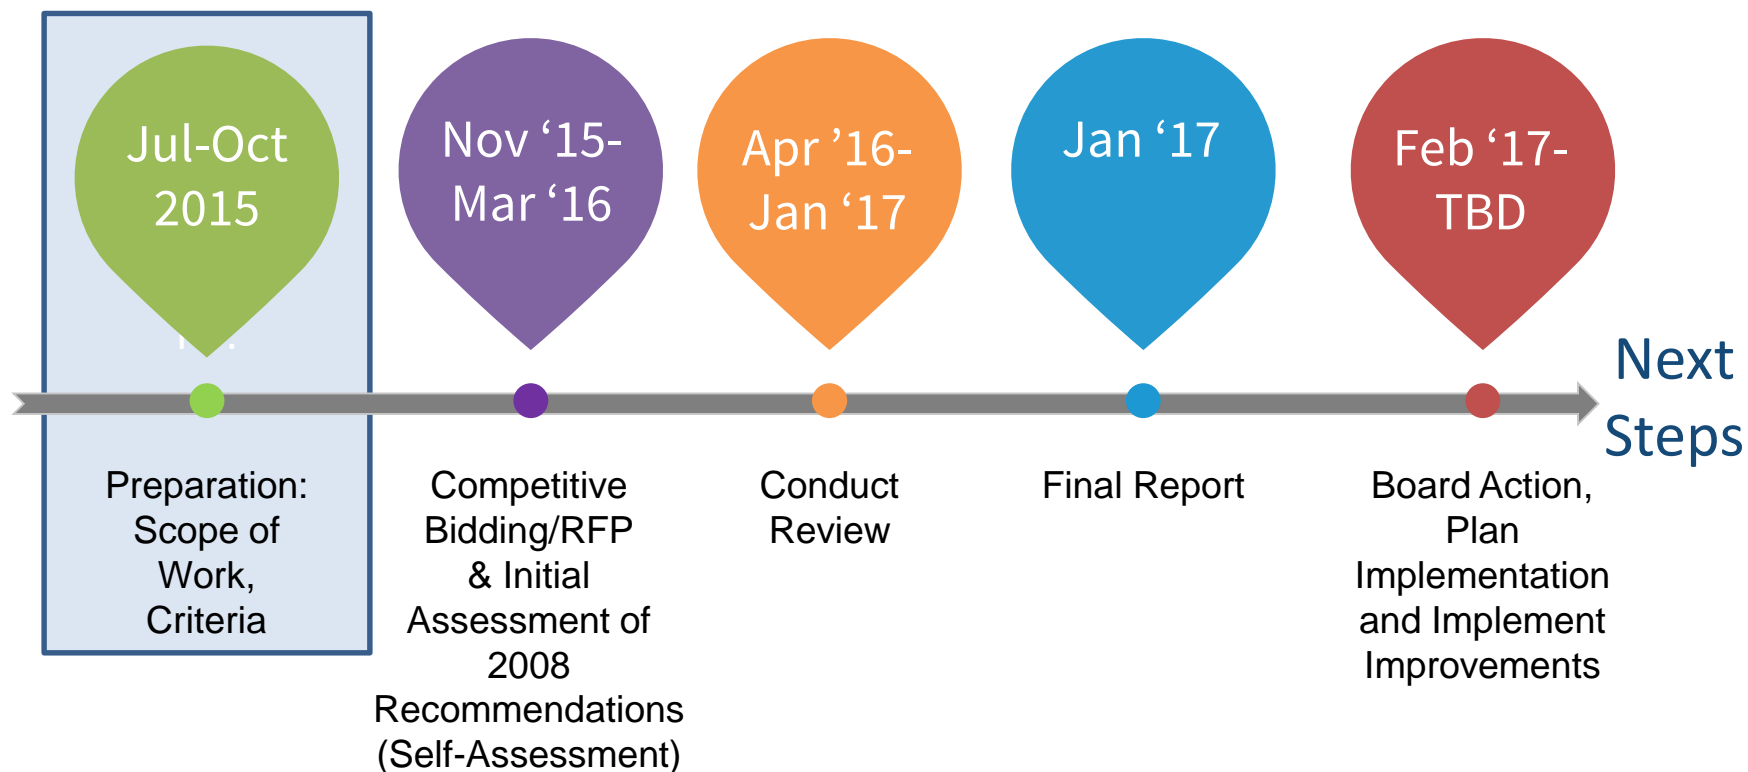 Jul-Oct
2015
Nov ‘15-
Mar ‘16
Apr ’16-
Jan ‘17
Jan ‘17
Feb ‘17-
TBD
Next
Steps
Preparation:
Scope of
Work,
Criteria
Competitive
Bidding/RFP
& Initial
Assessment of
2008
Recommendations
(Self-Assessment)
Conduct
Review
Final Report
Board Action,
Plan
Implementation
and Implement
Improvements